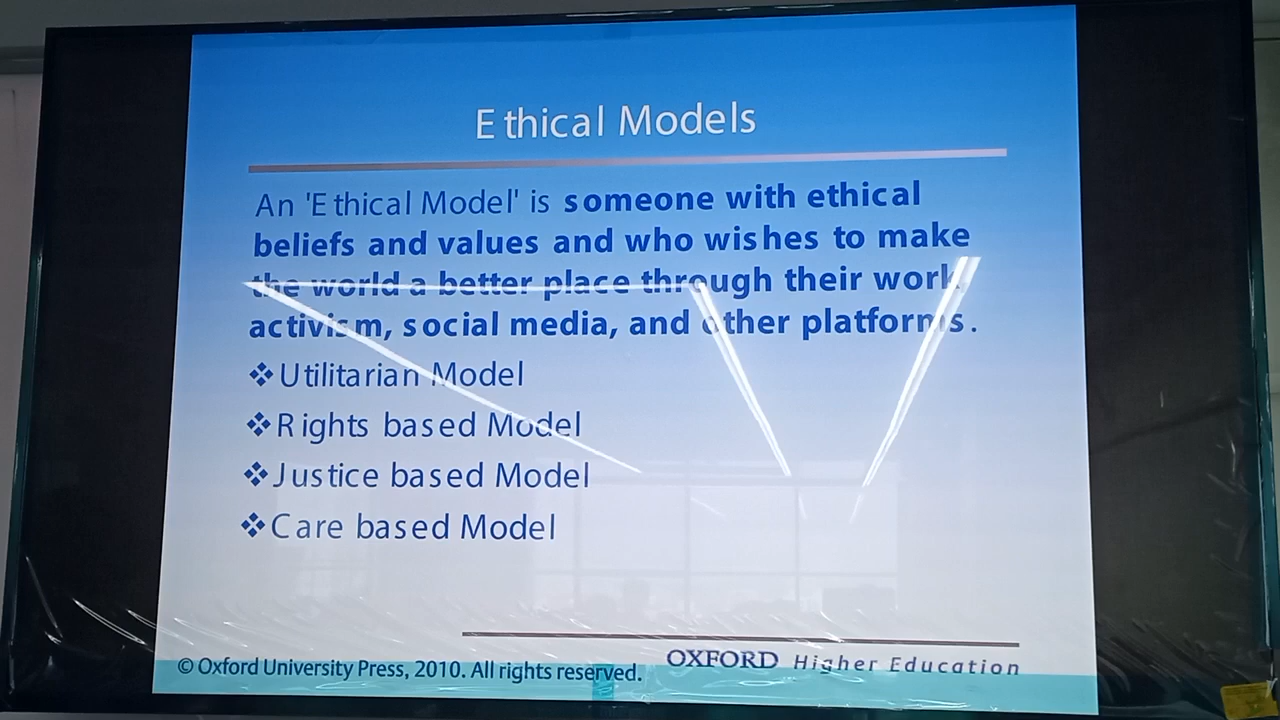 Ethical Models
An 'Ethical Model' is someone with ethical
beliefs and values and who wishes to make
the world a better place through their work,
activism, social media, and other platforms.
❖Utilitarian Model
❖Rights based Model
❖Justice based Model
❖Care based Model
© Oxford University Press, 2010. All rights reserved.
OXFORD Higher Education